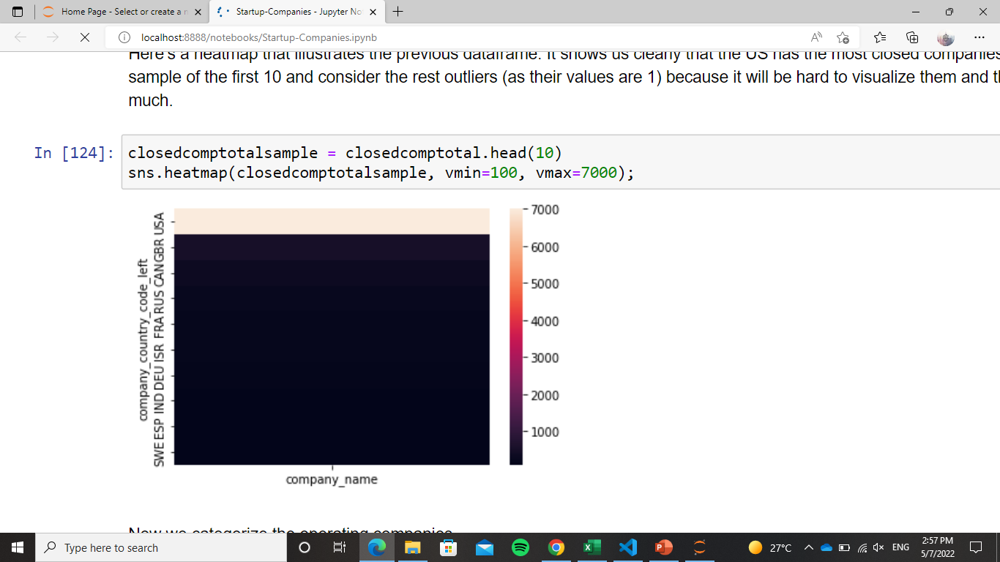 Home Page - Select or create a n
Startup-Companies - Jupyter No
localhost:8888/notebooks/Startup-Companies.ipynb
Here's a heatmap that illustrates the previous dataframe. It shows us clearly that the US has the most closed companies
sample of the first 10 and consider the rest outliers (as their values are 1) because it will be hard to visualize them and th
much.
In [124]:
closedcomptotalsample = closedcomptotal.head(10)
sns.heatmap(closedcomptotalsample, vmin=100, vmax=7000);
company_country_code_left
SWE ESP IND DEU ISR FRA RUS CAN GBR USA
7000
6000
5000
4000
3000
2000
1000
company_name
Now we categorize the operating companies
Type here to search
27°C
ENG
2:57 PM
5/7/2022